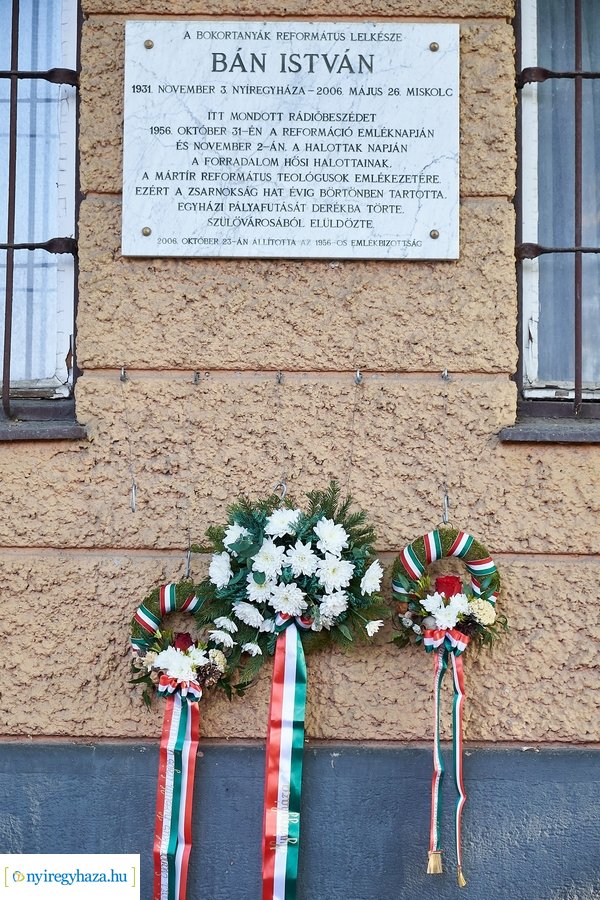 A BOKORTANYÁK REFORMÁTUS LELKÉSZE
BÁN ISTVÁN
1931. NOVEMBER 3. NYÍREGYHÁZA – 2006. MÁJUS 26. MISKOLC
ITT MONDOTT RÁDIÓBESZÉDET
1956. OKTÓBER 31-ÉN A REFORMÁCIÓ EMLÉKNAPJÁN
ÉS NOVEMBER 2-ÁN, A HALOTTAK NAPJÁN
A FORRADALOM HŐSI HALOTTAINAK,
A MÁRTÍR REFORMÁTUS TEOLÓGUSOK EMLÉKEZETÉRE.
EZÉRT A ZSARNOKSÁG HAT ÉVIG BÖRTÖNBEN TARTOTTA,
EGYHÁZI PÁLYAFUTÁSÁT DERÉKBA TÖRTE,
SZÜLŐVÁROSÁBÓL ELÜLDÖZTE.
2006. OKTÓBER 23-ÁN ÁLLÍTOTTA AZ 1956-OS EMLÉKBIZOTTSÁG
nyiregyhaza.hu